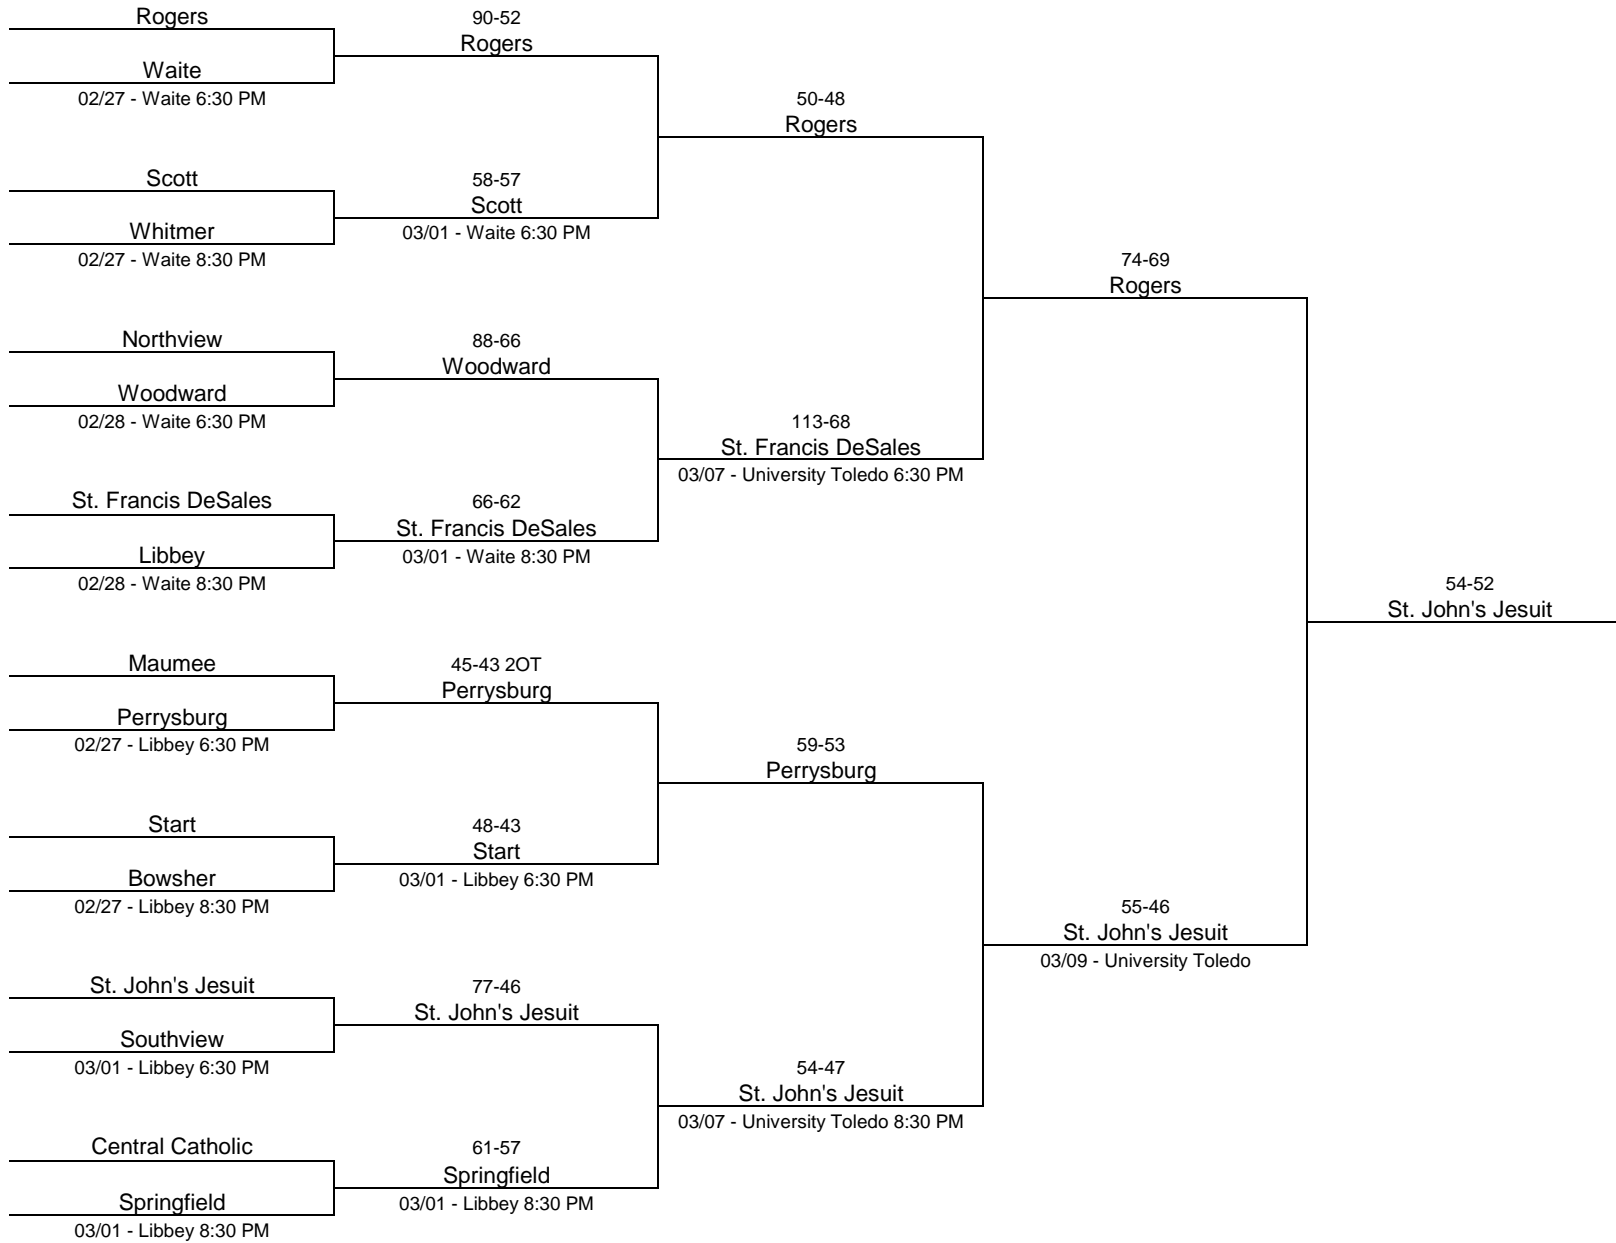 Rogers
Waite
02/27 - Waite 6:30 PM
Scott
Whitmer
02/27 - Waite 8:30 PM
Northview
Woodward
02/28 - Waite 6:30 PM
St. Francis DeSales
Libbey
02/28 - Waite 8:30 PM
Maumee
Perrysburg
02/27 - Libbey 6:30 PM
Start
Bowsher
02/27 - Libbey 8:30 PM
St. John's Jesuit
Southview
03/01 - Libbey 6:30 PM
Central Catholic
Springfield
03/01 - Libbey 8:30 PM
90-52
Rogers
58-57
Scott
03/01 - Waite 6:30 PM
88-66
Woodward
66-62
St. Francis DeSales
03/01 - Waite 8:30 PM
45-43 2OT
Perrysburg
48-43
Start
03/01 - Libbey 6:30 PM
77-46
St. John's Jesuit
61-57
Springfield
03/01 - Libbey 8:30 PM
50-48
Rogers
113-68
St. Francis DeSales
03/07 - University Toledo 6:30 PM
59-53
Perrysburg
54-47
St. John's Jesuit
03/07 - University Toledo 8:30 PM
74-69
Rogers
55-46
St. John's Jesuit
03/09 - University Toledo
54-52
St. John's Jesuit